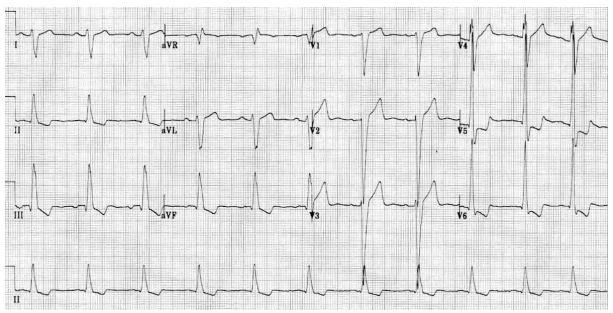 I aVR V1 V4
II aVL V2 V5
III aVF V3 V6
II